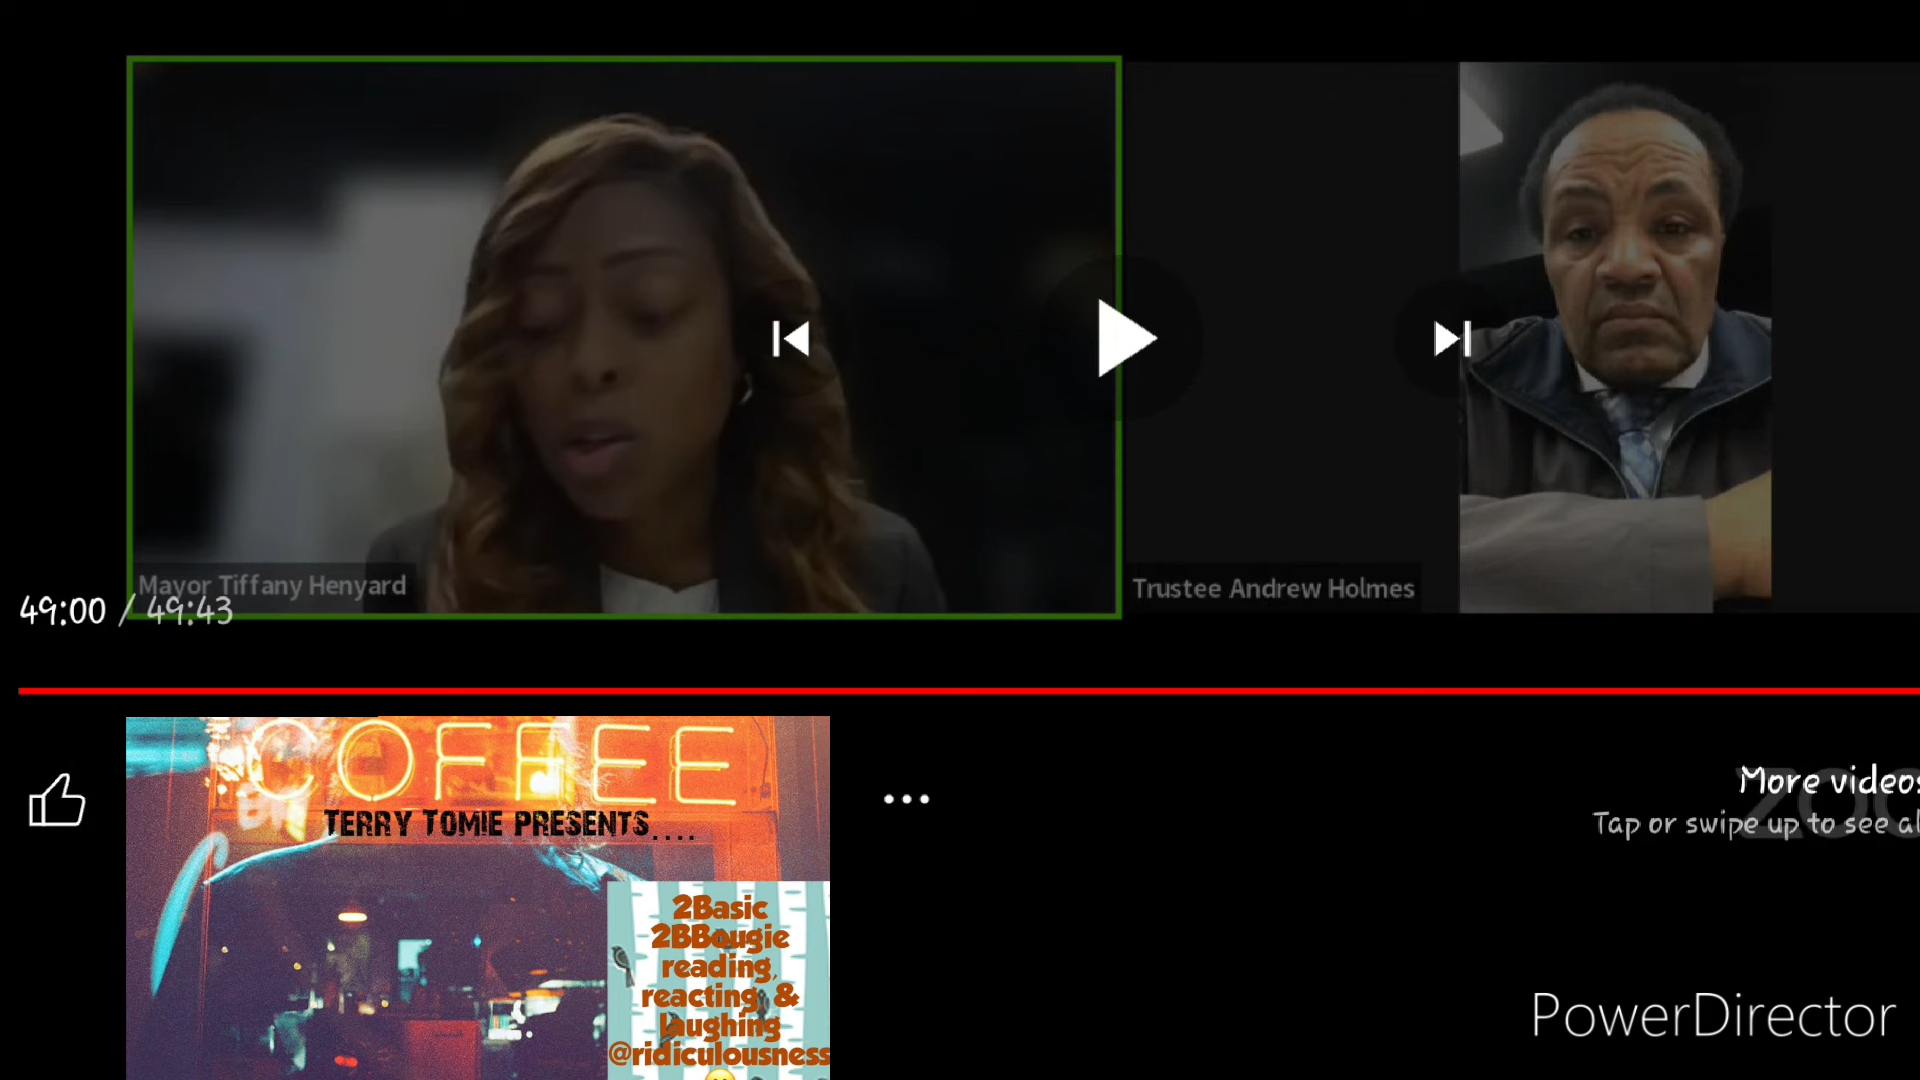 Mayor Tiffany Henyard
Trustee Andrew Holmes
49:00 / 49:43
COFFEE
TERRY TOMIE PRESENTS....
More videos
Tap or swipe up to see al
2Basic
2BBougie
reading,
reacting, &
laughing
@ridiculousness
PowerDirector